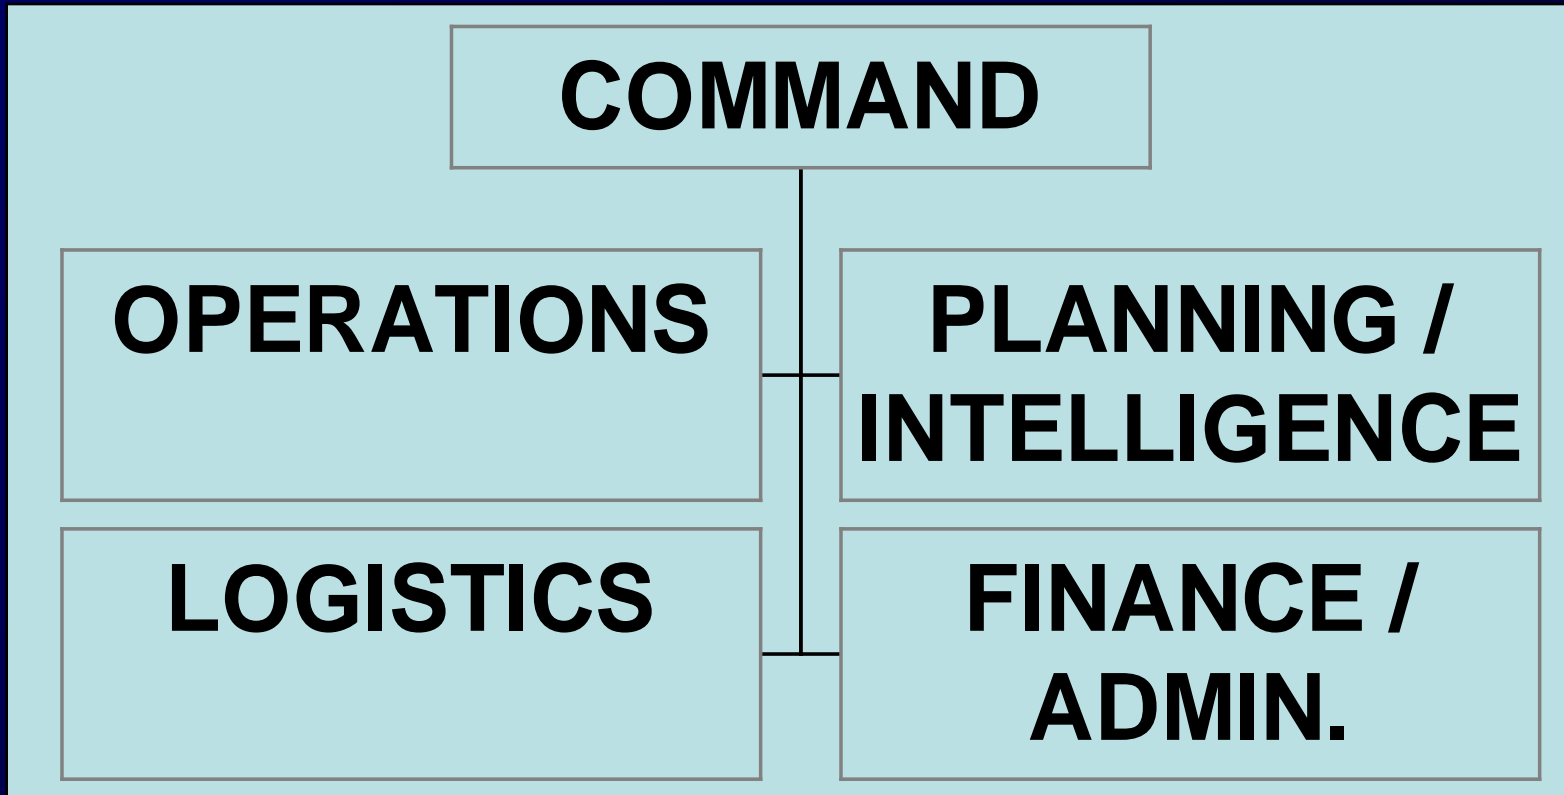 COMMAND
OPERATIONS
PLANNING /
INTELLIGENCE
LOGISTICS
FINANCE /
ADMIN.